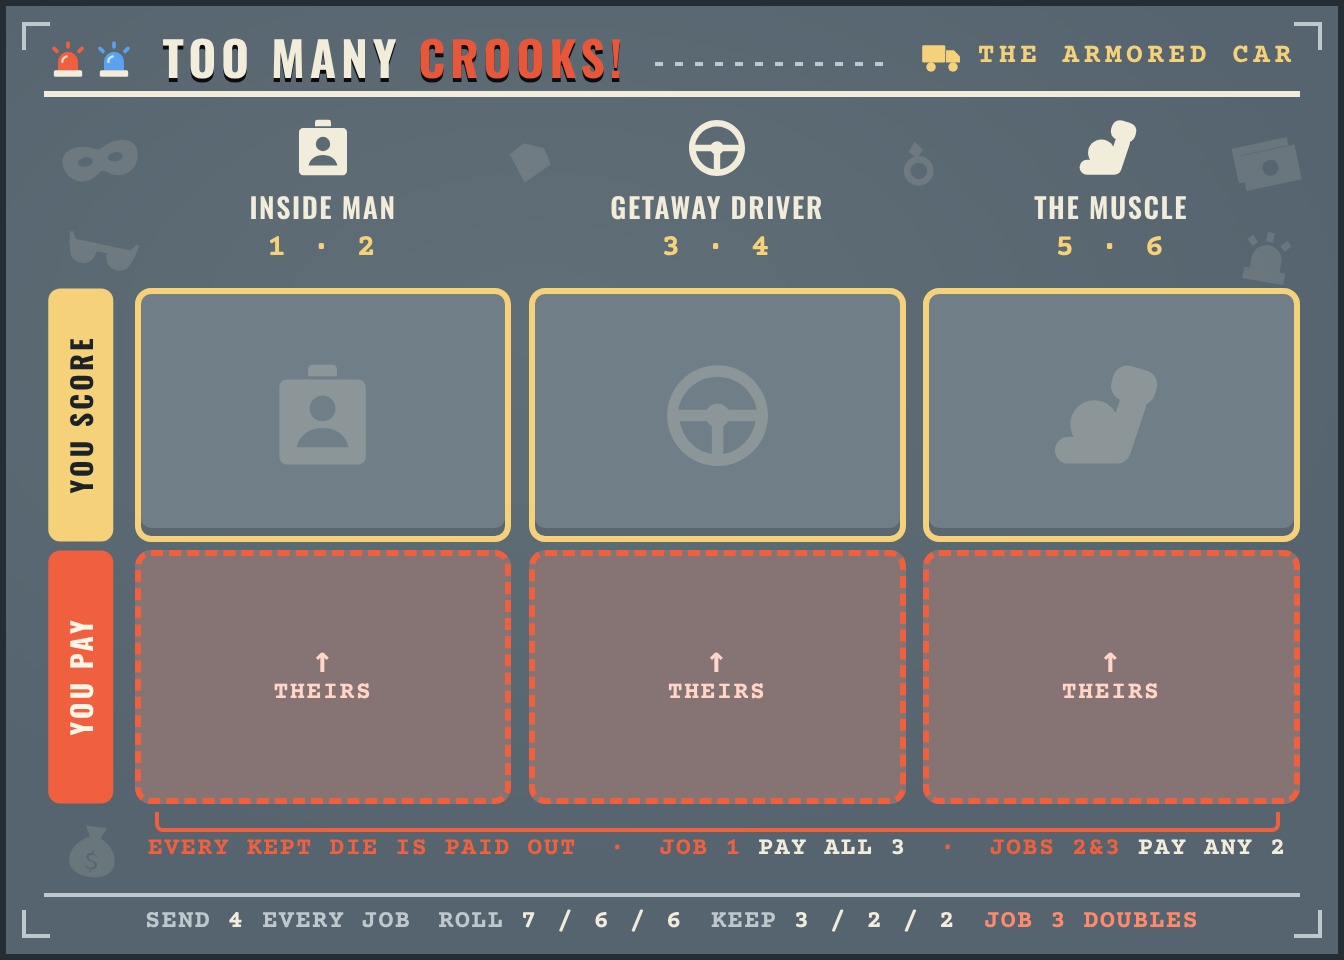 TOO MANY CROOKS!
THE ARMORED CAR
INSIDE MAN
1 · 2
GETAWAY DRIVER
3 · 4
THE MUSCLE
5 · 6
YOU SCORE
YOU PAY
↑
THEIRS
↑
THEIRS
↑
THEIRS
$
EVERY KEPT DIE IS PAID OUT · JOB 1 PAY ALL 3 · JOBS 2&3 PAY ANY 2
SEND 4 EVERY JOB ROLL 7 / 6 / 6 KEEP 3 / 2 / 2 JOB 3 DOUBLES